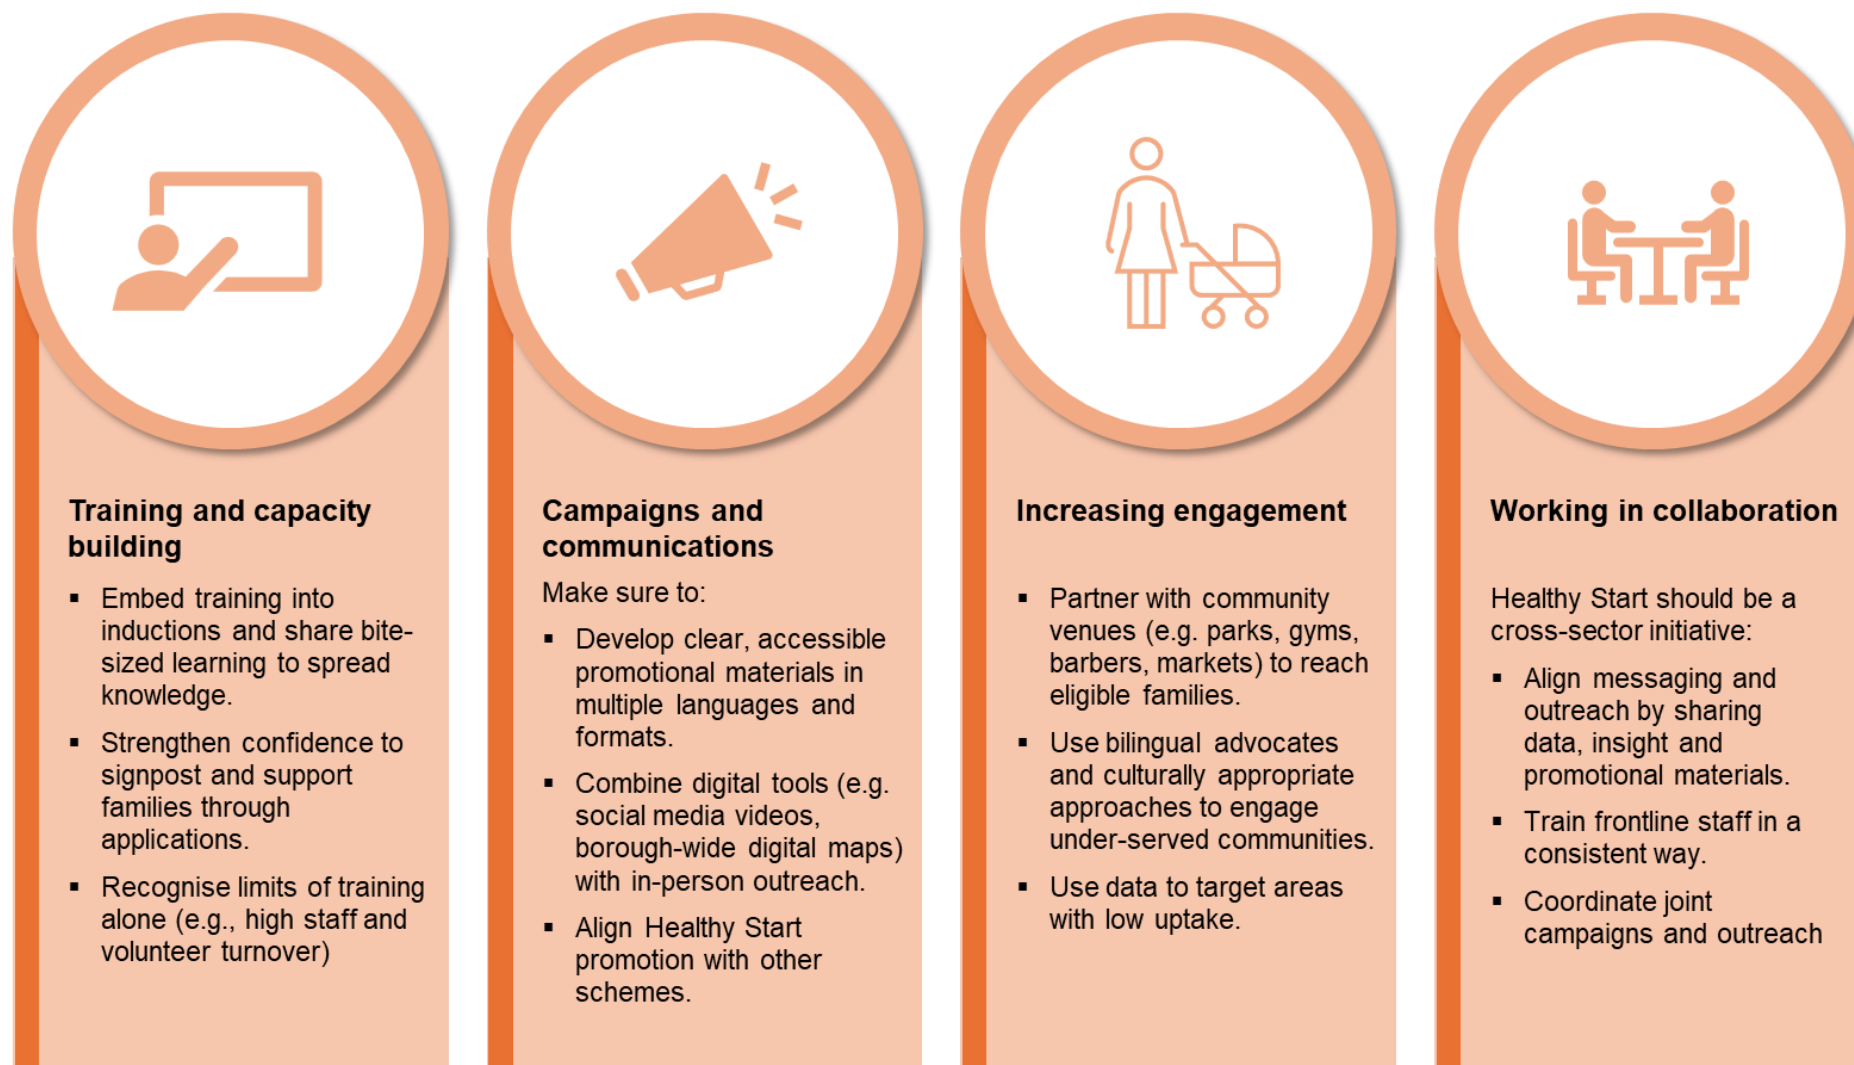 Training and capacity
building
▪ Embed training into
inductions and share bite-
sized learning to spread
knowledge.
▪ Strengthen confidence to
signpost and support
families through
applications.
▪ Recognise limits of training
alone (e.g., high staff and
volunteer turnover)
Campaigns and
communications
Make sure to:
▪ Develop clear, accessible
promotional materials in
multiple languages and
formats.
▪ Combine digital tools (e.g.
social media videos,
borough-wide digital maps)
with in-person outreach.
▪ Align Healthy Start
promotion with other
schemes.
Increasing engagement
▪ Partner with community
venues (e.g. parks, gyms,
barbers, markets) to reach
eligible families.
▪ Use bilingual advocates
and culturally appropriate
approaches to engage
under-served communities.
▪ Use data to target areas
with low uptake.
Working in collaboration
Healthy Start should be a
cross-sector initiative:
▪ Align messaging and
outreach by sharing
data, insight and
promotional materials.
▪ Train frontline staff in a
consistent way.
▪ Coordinate joint
campaigns and outreach